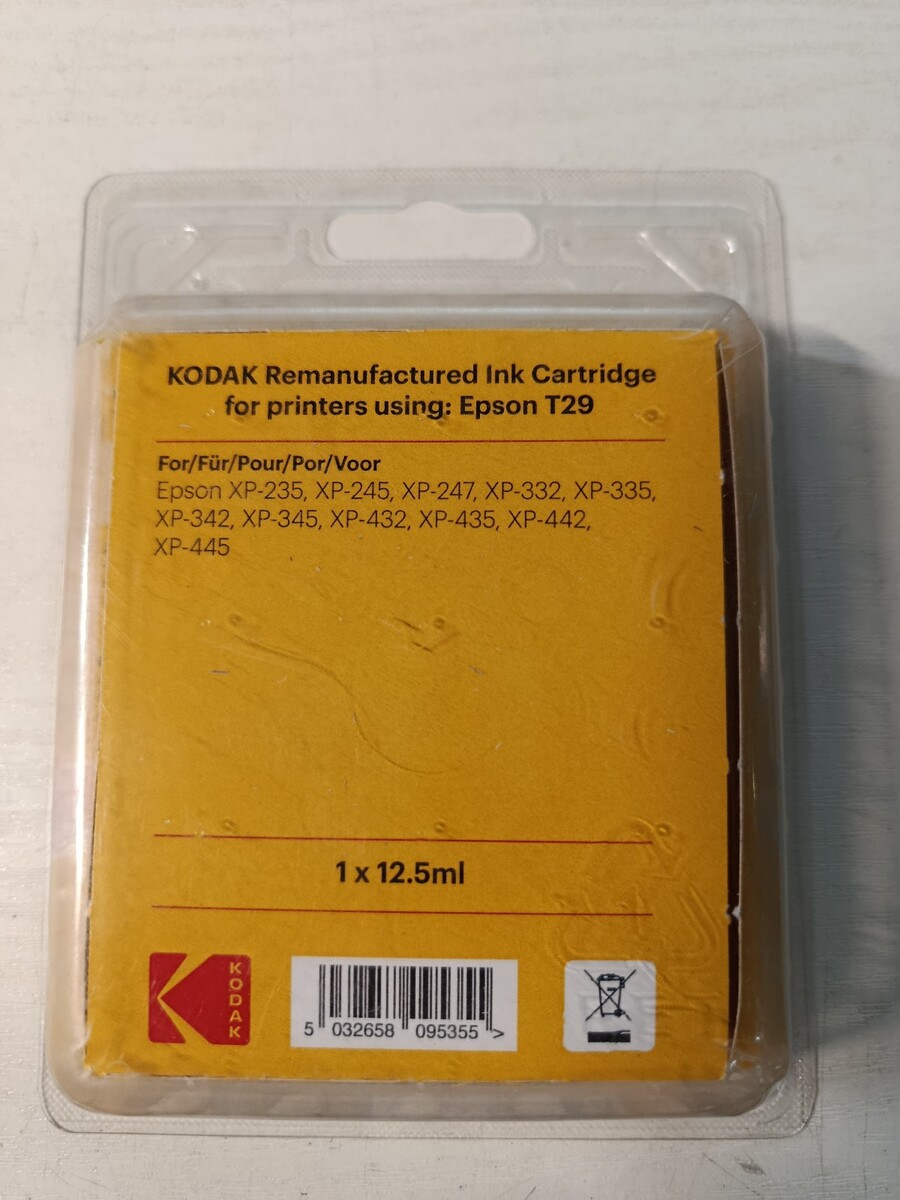 KODAK Remanufactured Ink Cartridge
for printers using: Epson T29
For/Für/Pour/Por/Voor
Epson XP-235, XP-245, XP-247, XP-332, XP-335,
XP-342, XP-345, XP-432, XP-435, XP-442,
XP-445
1 x 12.5ml
KODAK
5 032658 095355 >